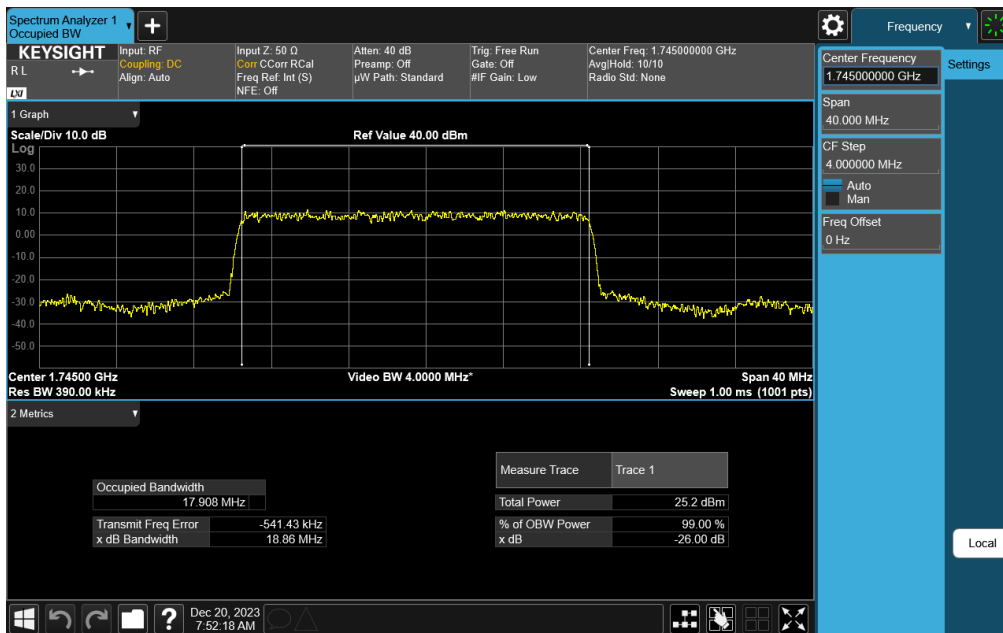 Spectrum Analyzer 1
Occupied BW
Frequency
KEYSIGHT
R L
LXI
Input: RF
Coupling: DC
Align: Auto
Input Z: 50 Ω
Corr CCorr RCal
Freq Ref: Int (S)
NFE: Off
Atten: 40 dB
Preamp: Off
µW Path: Standard
Trig: Free Run
Gate: Off
#IF Gain: Low
Center Freq: 1.745000000 GHz
Avg|Hold: 10/10
Radio Std: None
Center Frequency
1.745000000 GHz
Settings
Span
40.000 MHz
CF Step
4.000000 MHz
Auto
Man
Freq Offset
0 Hz
Local
1 Graph
Scale/Div 10.0 dB
Ref Value 40.00 dBm
Log
30.0
20.0
10.0
0.00
-10.0
-20.0
-30.0
-40.0
-50.0
Center 1.74500 GHz
Video BW 4.0000 MHz*
Span 40 MHz
Res BW 390.00 kHz
Sweep 1.00 ms (1001 pts)
2 Metrics
Occupied Bandwidth
17.908 MHz
Transmit Freq Error -541.43 kHz
x dB Bandwidth 18.86 MHz
Measure Trace Trace 1
Total Power 25.2 dBm
% of OBW Power 99.00 %
x dB -26.00 dB
?
Dec 20, 2023
7:52:18 AM